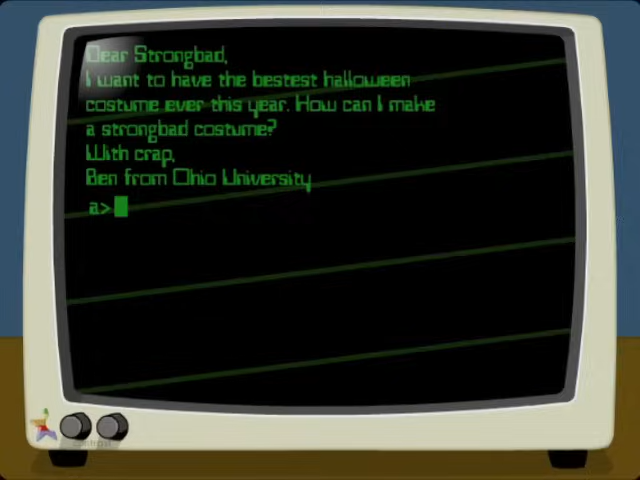 Dear Strongbad,
I want to have the bestest halloween
costume ever this year. How can I make
a strongbad costume?
With crap,
Ben from Ohio University
a>